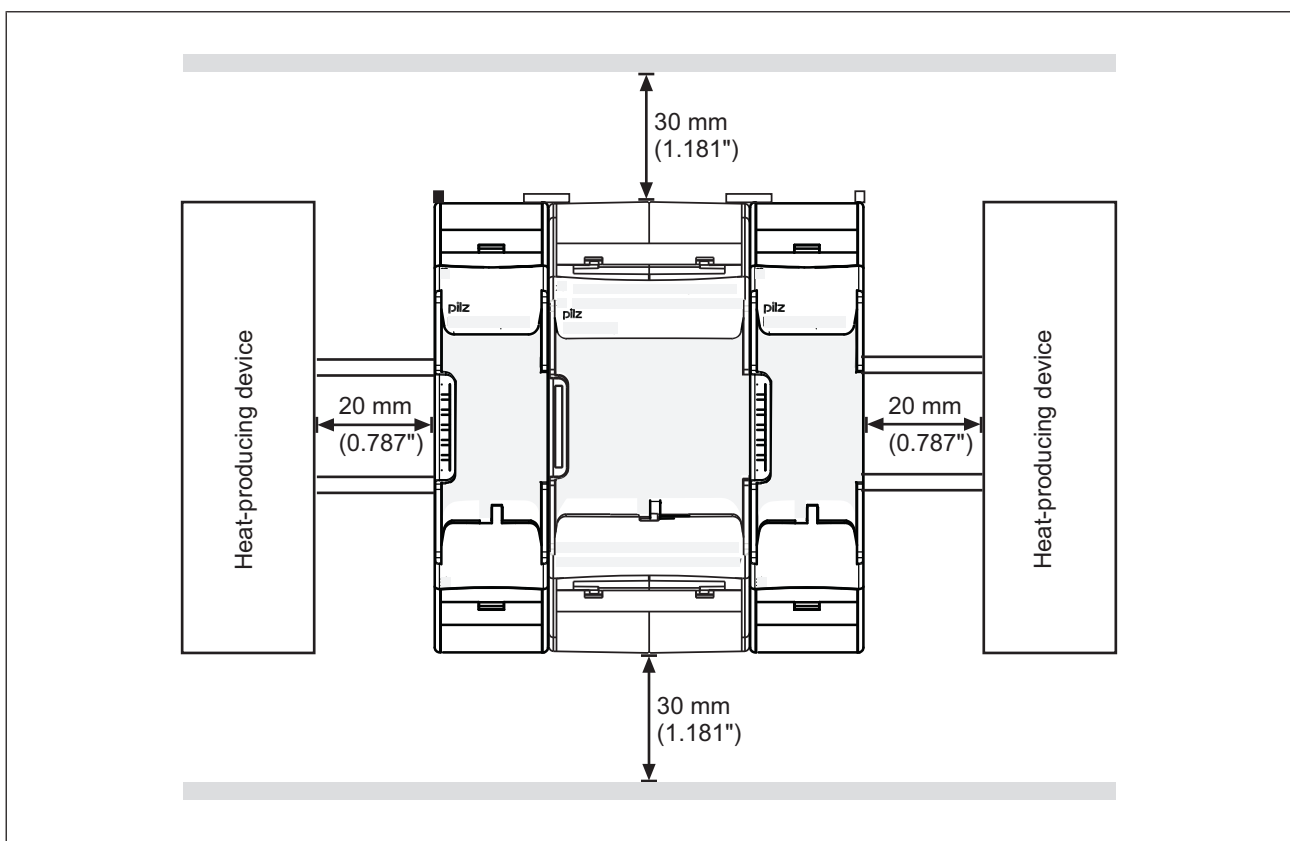 30 mm
(1.181")
pilz
pilz
pilz
Heat-producing device
20 mm
(0.787")
20 mm
(0.787")
Heat-producing device
30 mm
(1.181")